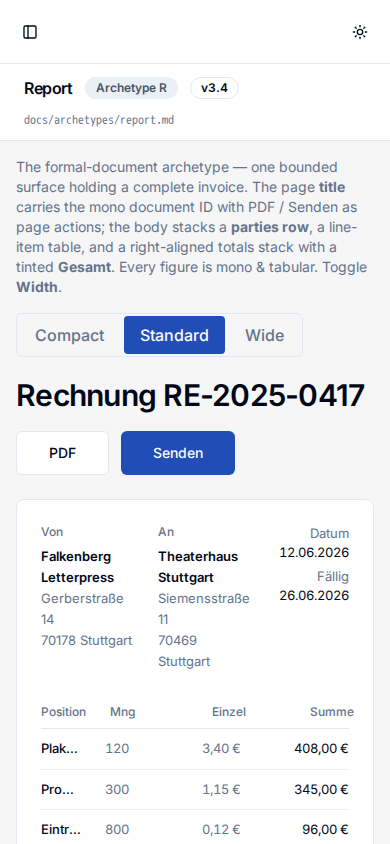 Report Archetype R v3.4
docs/archetypes/report.md
The formal-document archetype — one bounded
surface holding a complete invoice. The page title
carries the mono document ID with PDF / Senden as
page actions; the body stacks a parties row, a line-
item table, and a right-aligned totals stack with a
tinted Gesamt. Every figure is mono & tabular. Toggle
Width.
Compact Standard Wide
Rechnung RE-2025-0417
PDF Senden
Von
Falkenberg
Letterpress
Gerberstraße
14
70178 Stuttgart
An
Theaterhaus
Stuttgart
Siemensstraße
11
70469
Stuttgart
Datum
12.06.2026
Fällig
26.06.2026
Position Mng Einzel Summe
Plak... 120 3,40 € 408,00 €
Pro... 300 1,15 € 345,00 €
Eintr... 800 0,12 € 96,00 €